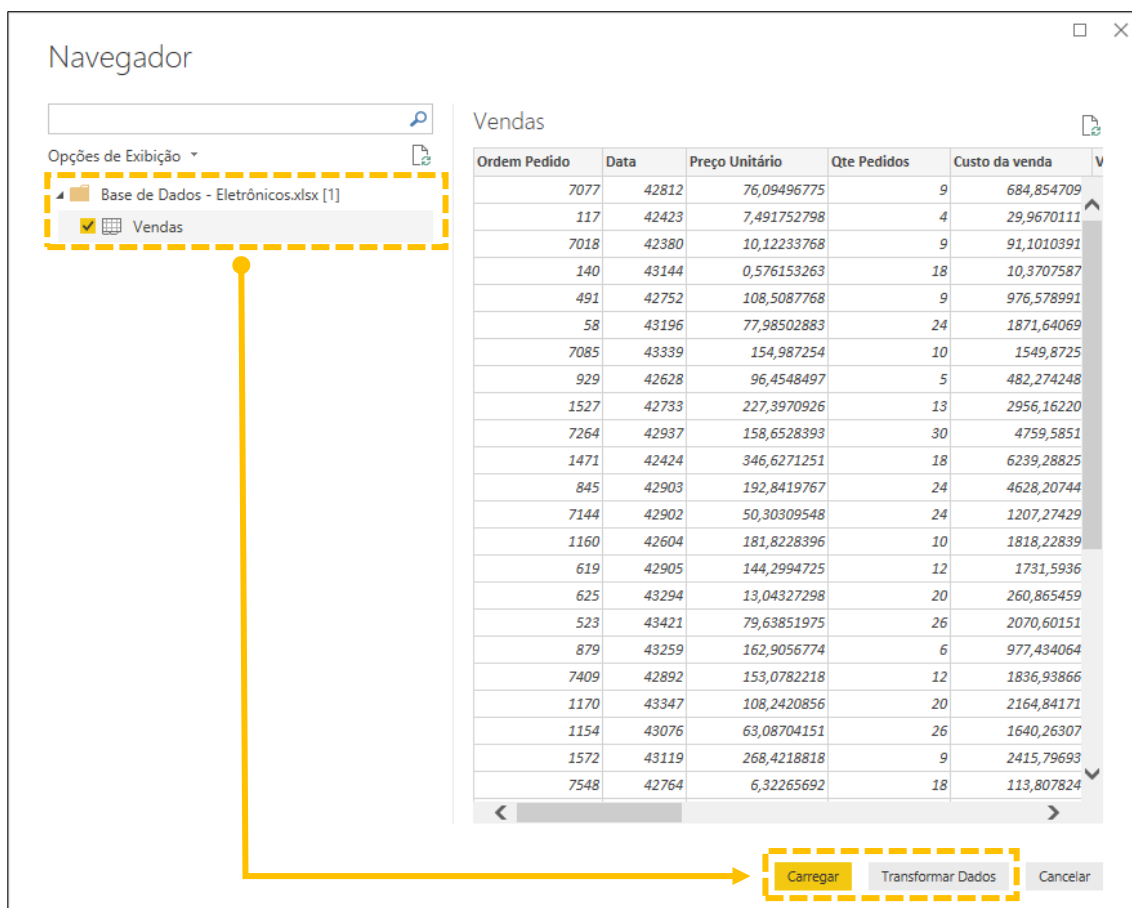 Navegador
Opções de Exibição
Base de Dados - Eletrônicos.xlsx [1]
Vendas
Vendas
Ordem Pedido Data Preço Unitário Qte Pedidos Custo da venda V
7077 42812 76,09496775 9 684,854709
117 42423 7,491752798 4 29,9670111
7018 42380 10,12233768 9 91,1010391
140 43144 0,576153263 18 10,3707587
491 42752 108,5087768 9 976,578991
58 43196 77,98502883 24 1871,64069
7085 43339 154,987254 10 1549,8725
929 42628 96,4548497 5 482,274248
1527 42733 227,3970926 13 2956,16220
7264 42937 158,6528393 30 4759,5851
1471 42424 346,6271251 18 6239,28825
845 42903 192,8419767 24 4628,20744
7144 42902 50,30309548 24 1207,27429
1160 42604 181,8228396 10 1818,22839
619 42905 144,2994725 12 1731,5936
625 43294 13,04327298 20 260,865459
523 43421 79,63851975 26 2070,60151
879 43259 162,9056774 6 977,434064
7409 42892 153,0782218 12 1836,93866
1170 43347 108,2420856 20 2164,84171
1154 43076 63,08704151 26 1640,26307
1572 43119 268,4218818 9 2415,79693
7548 42764 6,32265692 18 113,807824
Carregar Transformar Dados Cancelar